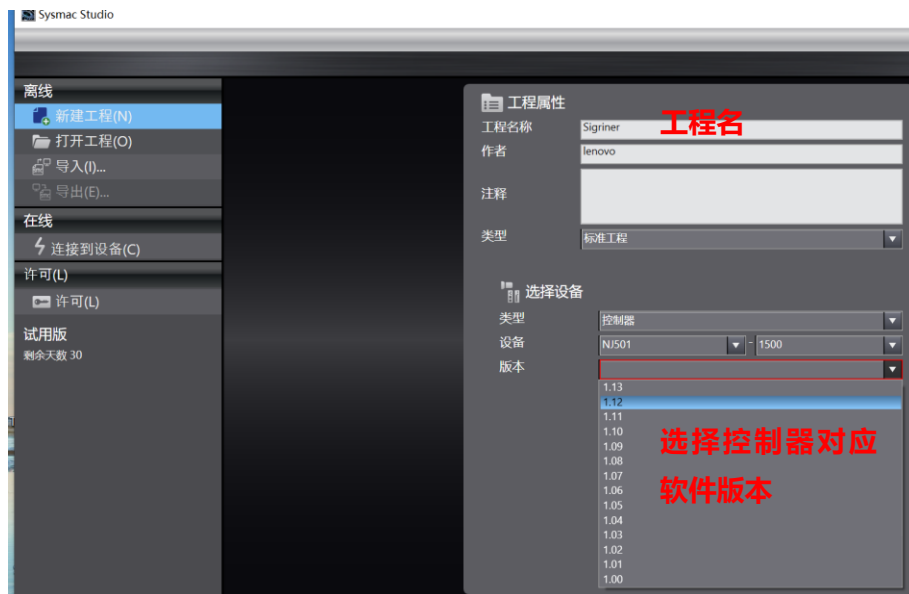 Sysmac Studio
离线
新建工程(N)
打开工程(O)
导入(I)...
导出(E)...
在线
连接到设备(C)
许可(L)
许可(L)
试用版
剩余天数 30
工程属性
工程名称 Sigriner 工程名
作者 lenovo
注释
类型 标准工程
选择设备
类型 控制器
设备 NJ501 - 1500
版本
1.13
1.12
1.11
1.10
1.09
1.08
1.07
1.06
1.05
1.04
1.03
1.02
1.01
1.00
选择控制器对应
软件版本